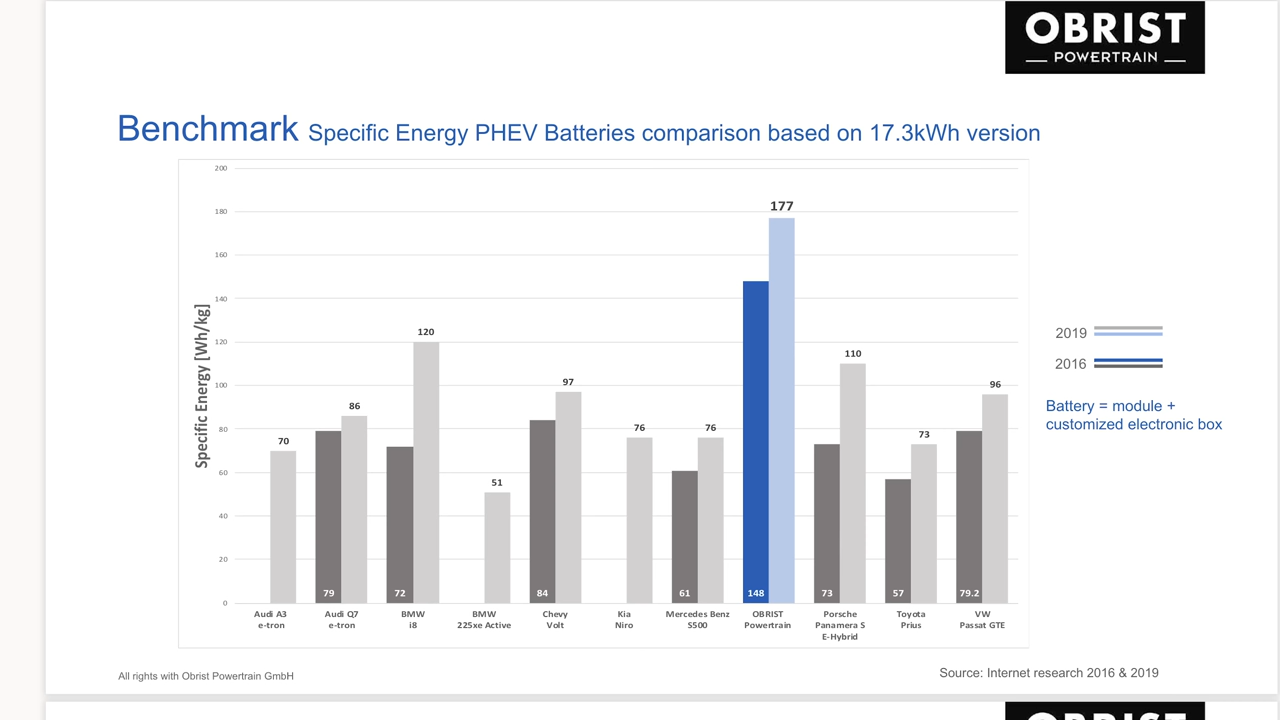 OBRIST
POWERTRAIN
Benchmark Specific Energy PHEV Batteries comparison based on 17.3kWh version
Specific Energy [Wh/kg]
200
180
160
140
120
100
80
60
40
20
0
70
79
86
72
120
51
84
97
76
61
76
148
177
73
110
57
73
79.2
96
Audi A3
e-tron
Audi Q7
e-tron
BMW
i8
BMW
225xe Active
Chevy
Volt
Kia
Niro
Mercedes Benz
S500
OBRIST
Powertrain
Porsche
Panamera S
E-Hybrid
Toyota
Prius
VW
Passat GTE
2019
2016
Battery = module +
customized electronic box
All rights with Obrist Powertrain GmbH
Source: Internet research 2016 & 2019
OBRIST